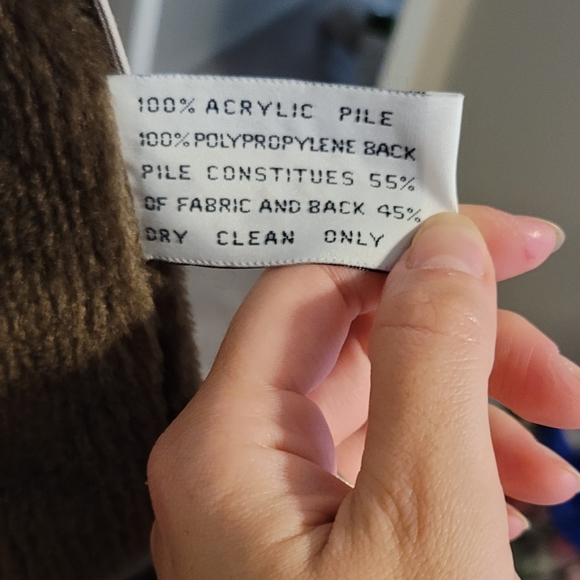 100% ACRYLIC PILE
100% POLYPROPYLENE BACK
PILE CONSTITUES 55%
OF FABRIC AND BACK 45%
DRY CLEAN ONLY